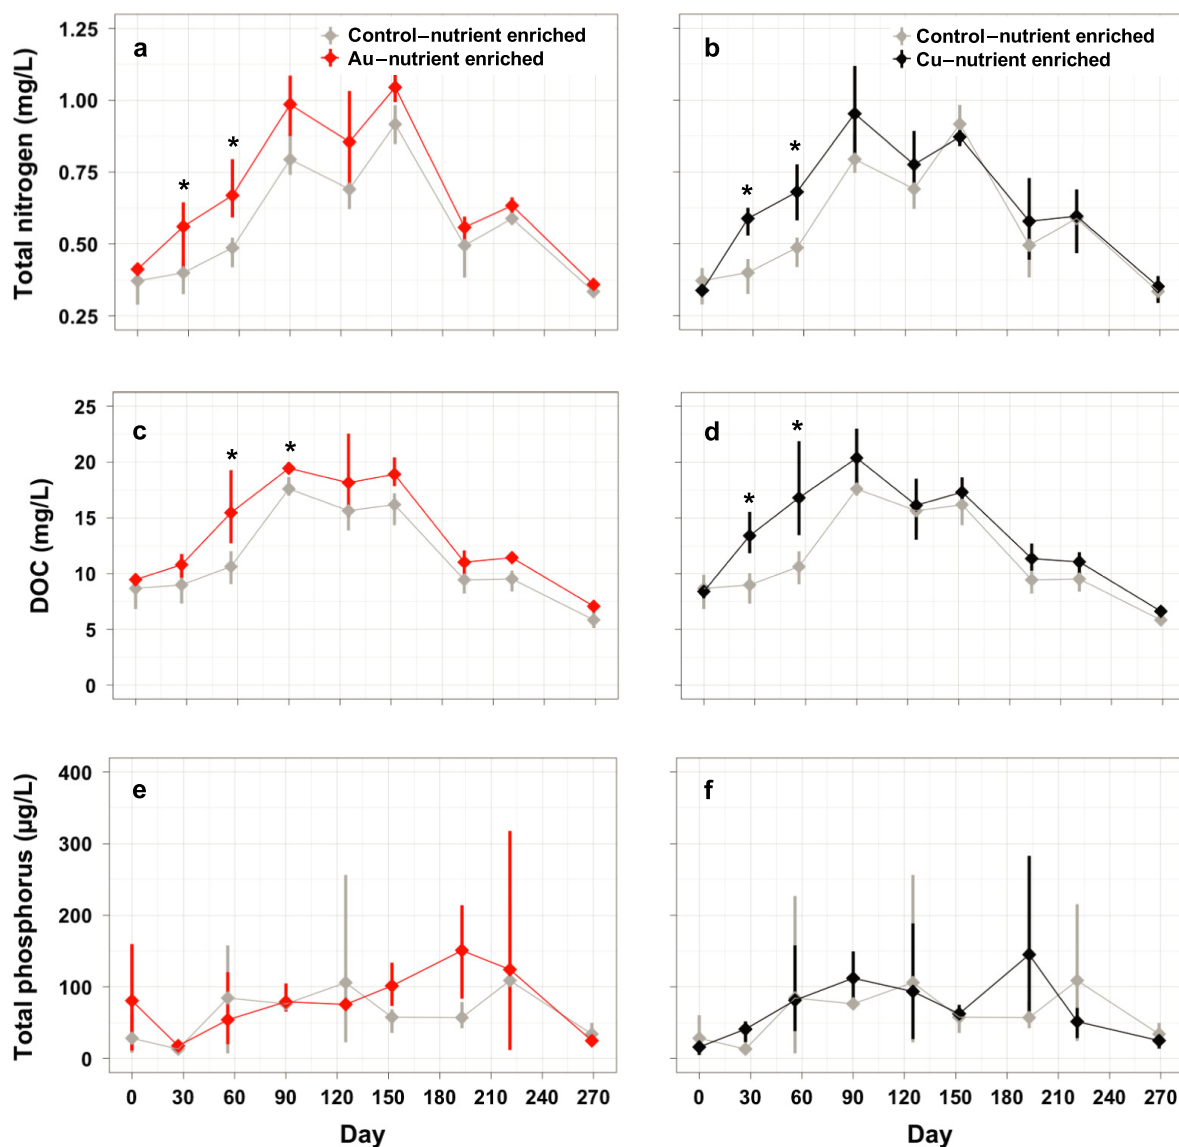 a
Control–nutrient enriched
Au–nutrient enriched
b
Control–nutrient enriched
Cu–nutrient enriched
Total nitrogen (mg/L)
1.25
1.00
0.75
0.50
0.25
*
*
*
*
c
d
DOC (mg/L)
25
20
15
10
5
0
*
*
*
*
e
f
Total phosphorus (µg/L)
400
300
200
100
0
0 30 60 90 120 150 180 210 240 270
0 30 60 90 120 150 180 210 240 270
Day
Day